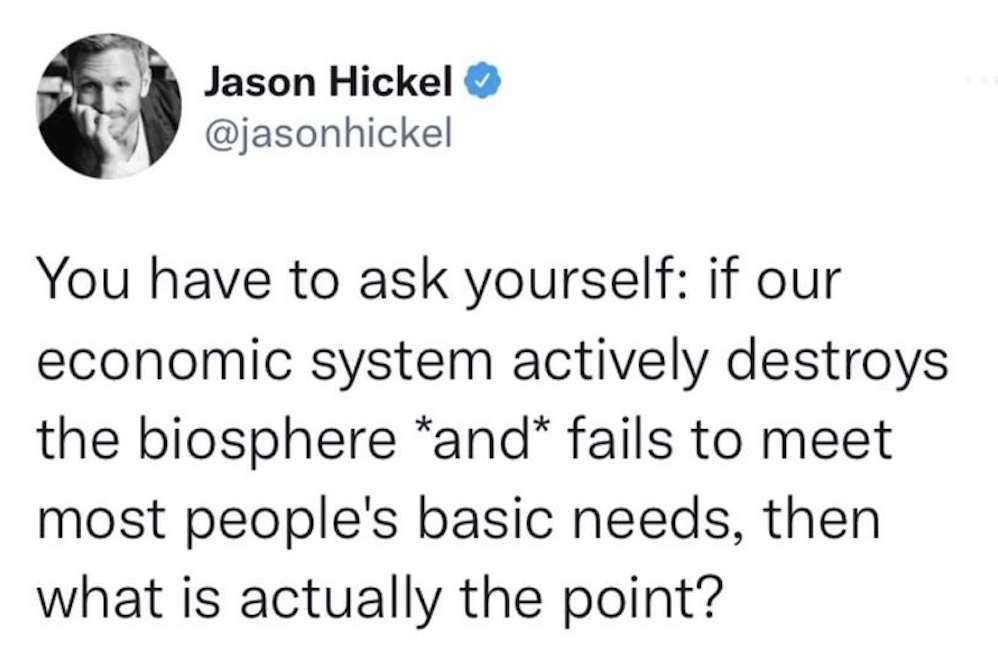 Jason Hickel
@jasonhickel
You have to ask yourself: if our
economic system actively destroys
the biosphere *and* fails to meet
most people's basic needs, then
what is actually the point?